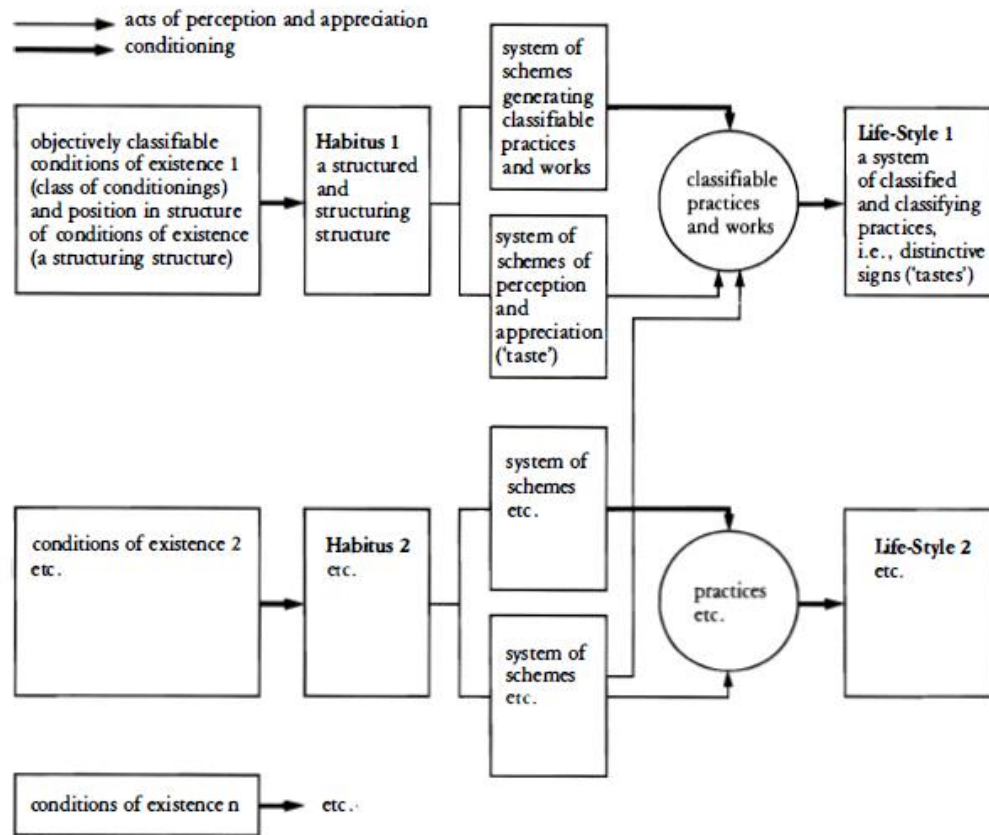 acts of perception and appreciation
conditioning
objectively classifiable
conditions of existence 1
(class of conditionings)
and position in structure
of conditions of existence
(a structuring structure)
Habitus 1
a structured and
structuring
structure
system of
schemes
generating
classifiable
practices
and works
system of
schemes of
perception
and
appreciation
('taste')
classifiable
practices
and works
Life-Style 1
a system
of classified
and classifying
practices,
i.e., distinctive
signs ('tastes')
conditions of existence 2
etc.
Habitus 2
etc.
system of
schemes
etc.
system of
schemes
etc.
practices
etc.
Life-Style 2
etc.
conditions of existence n
etc.